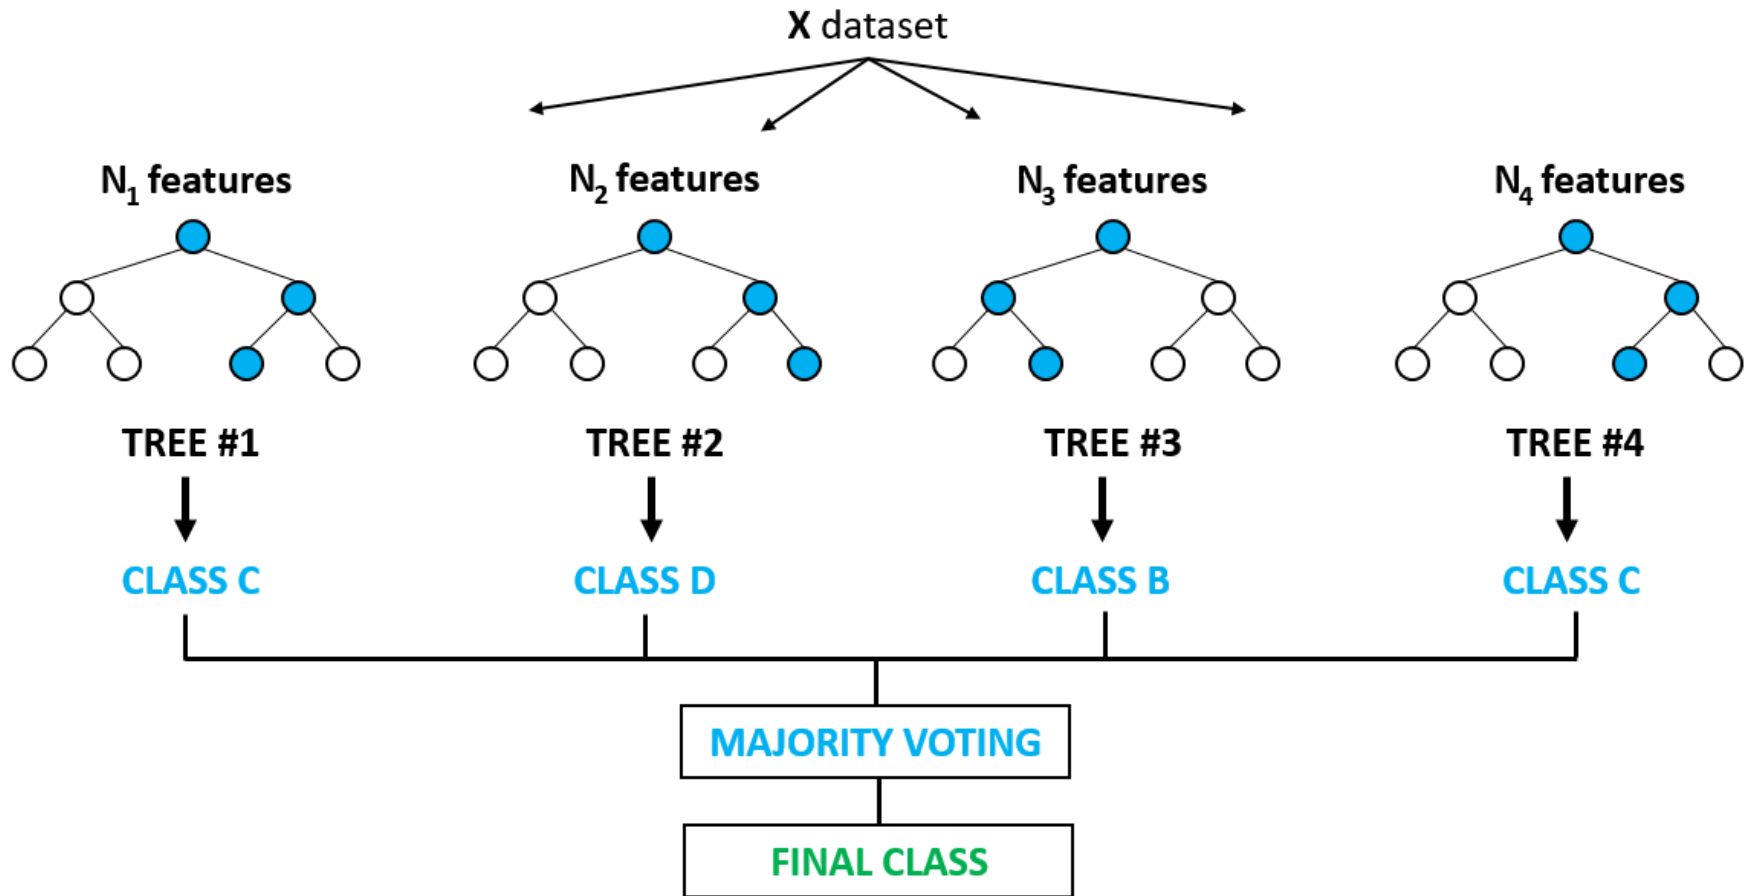 X dataset
N₁ features
N₂ features
N₃ features
N₄ features
TREE #1
TREE #2
TREE #3
TREE #4
CLASS C
CLASS D
CLASS B
CLASS C
MAJORITY VOTING
FINAL CLASS